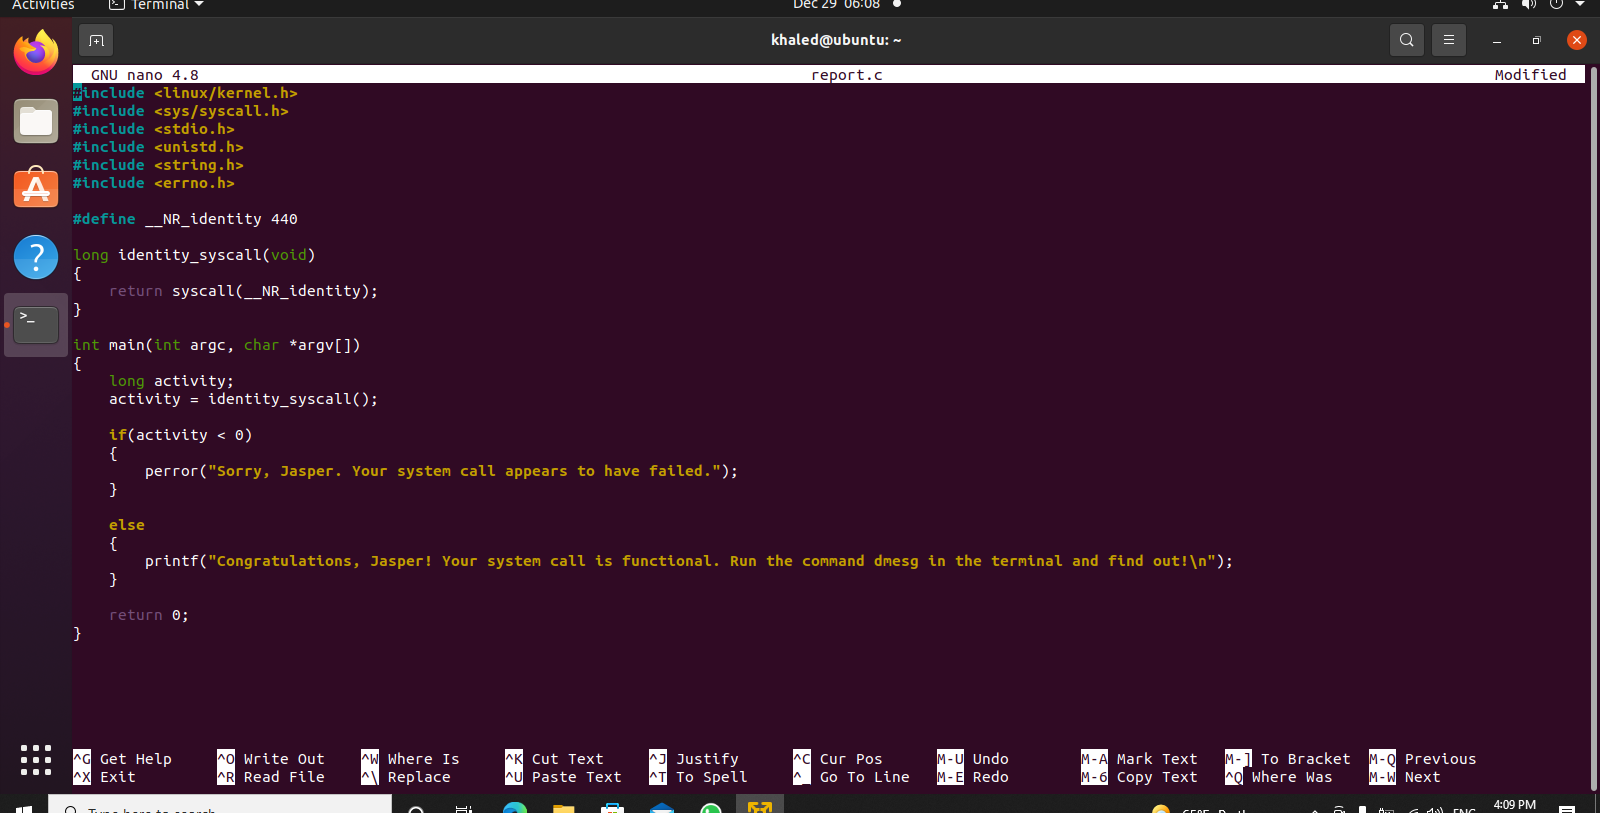 Activities Terminal Dec 29 06:08
khaled@ubuntu: ~
GNU nano 4.8 report.c Modified
#include <linux/kernel.h>
#include <sys/syscall.h>
#include <stdio.h>
#include <unistd.h>
#include <string.h>
#include <errno.h>
#define __NR_identity 440
long identity_syscall(void)
{
return syscall(__NR_identity);
}
int main(int argc, char *argv[])
{
long activity;
activity = identity_syscall();
if(activity < 0)
{
perror("Sorry, Jasper. Your system call appears to have failed.");
}
else
{
printf("Congratulations, Jasper! Your system call is functional. Run the command dmesg in the terminal and find out!\n");
}
return 0;
}
^G Get Help ^O Write Out ^W Where Is ^K Cut Text ^J Justify ^C Cur Pos M-U Undo M-A Mark Text M-] To Bracket M-Q Previous
^X Exit ^R Read File ^\ Replace ^U Paste Text ^T To Spell ^_ Go To Line M-E Redo M-6 Copy Text ^Q Where Was M-W Next
Type here to search 4:09 PM